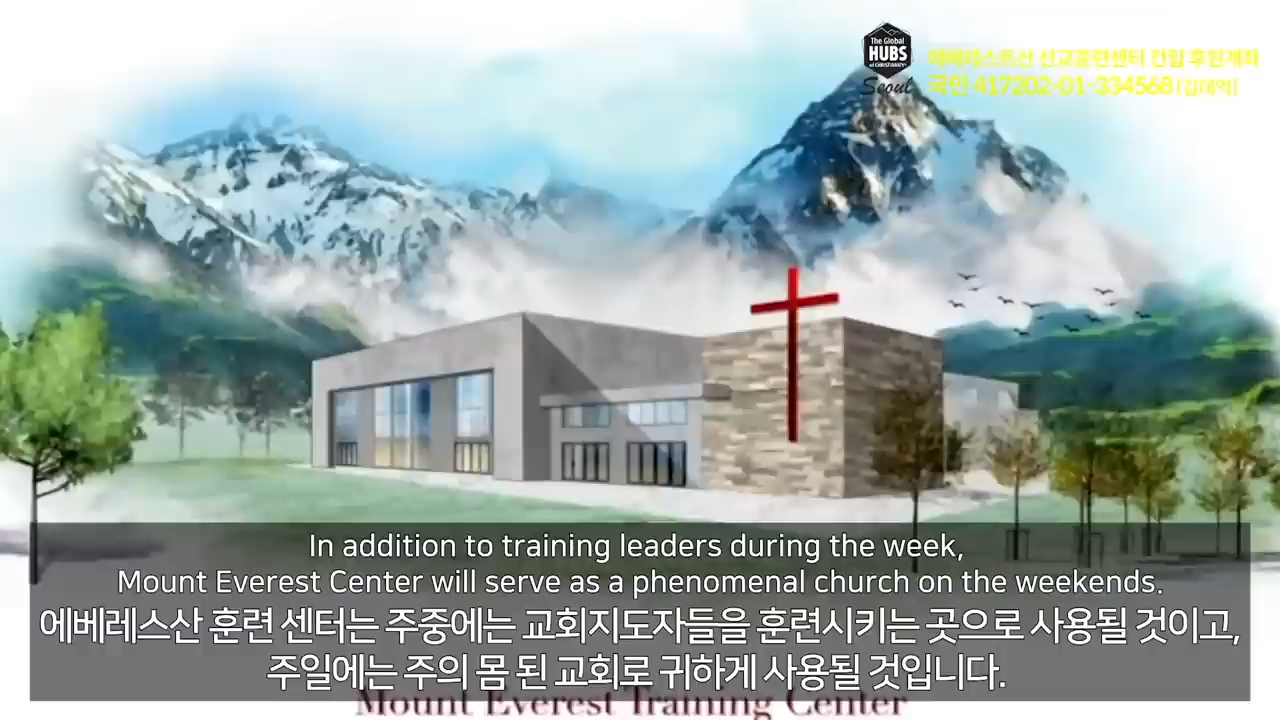 The Global
HUBS
of CHRISTIANITY
Seoul
에베레스트산 선교훈련센터 건립 후원계좌
국민 417202-01-334568 (김대억)
In addition to training leaders during the week,
Mount Everest Center will serve as a phenomenal church on the weekends.
에베레스산 훈련 센터는 주중에는 교회지도자들을 훈련시키는 곳으로 사용될 것이고,
주일에는 주의 몸 된 교회로 귀하게 사용될 것입니다.
Mount Everest Training Center